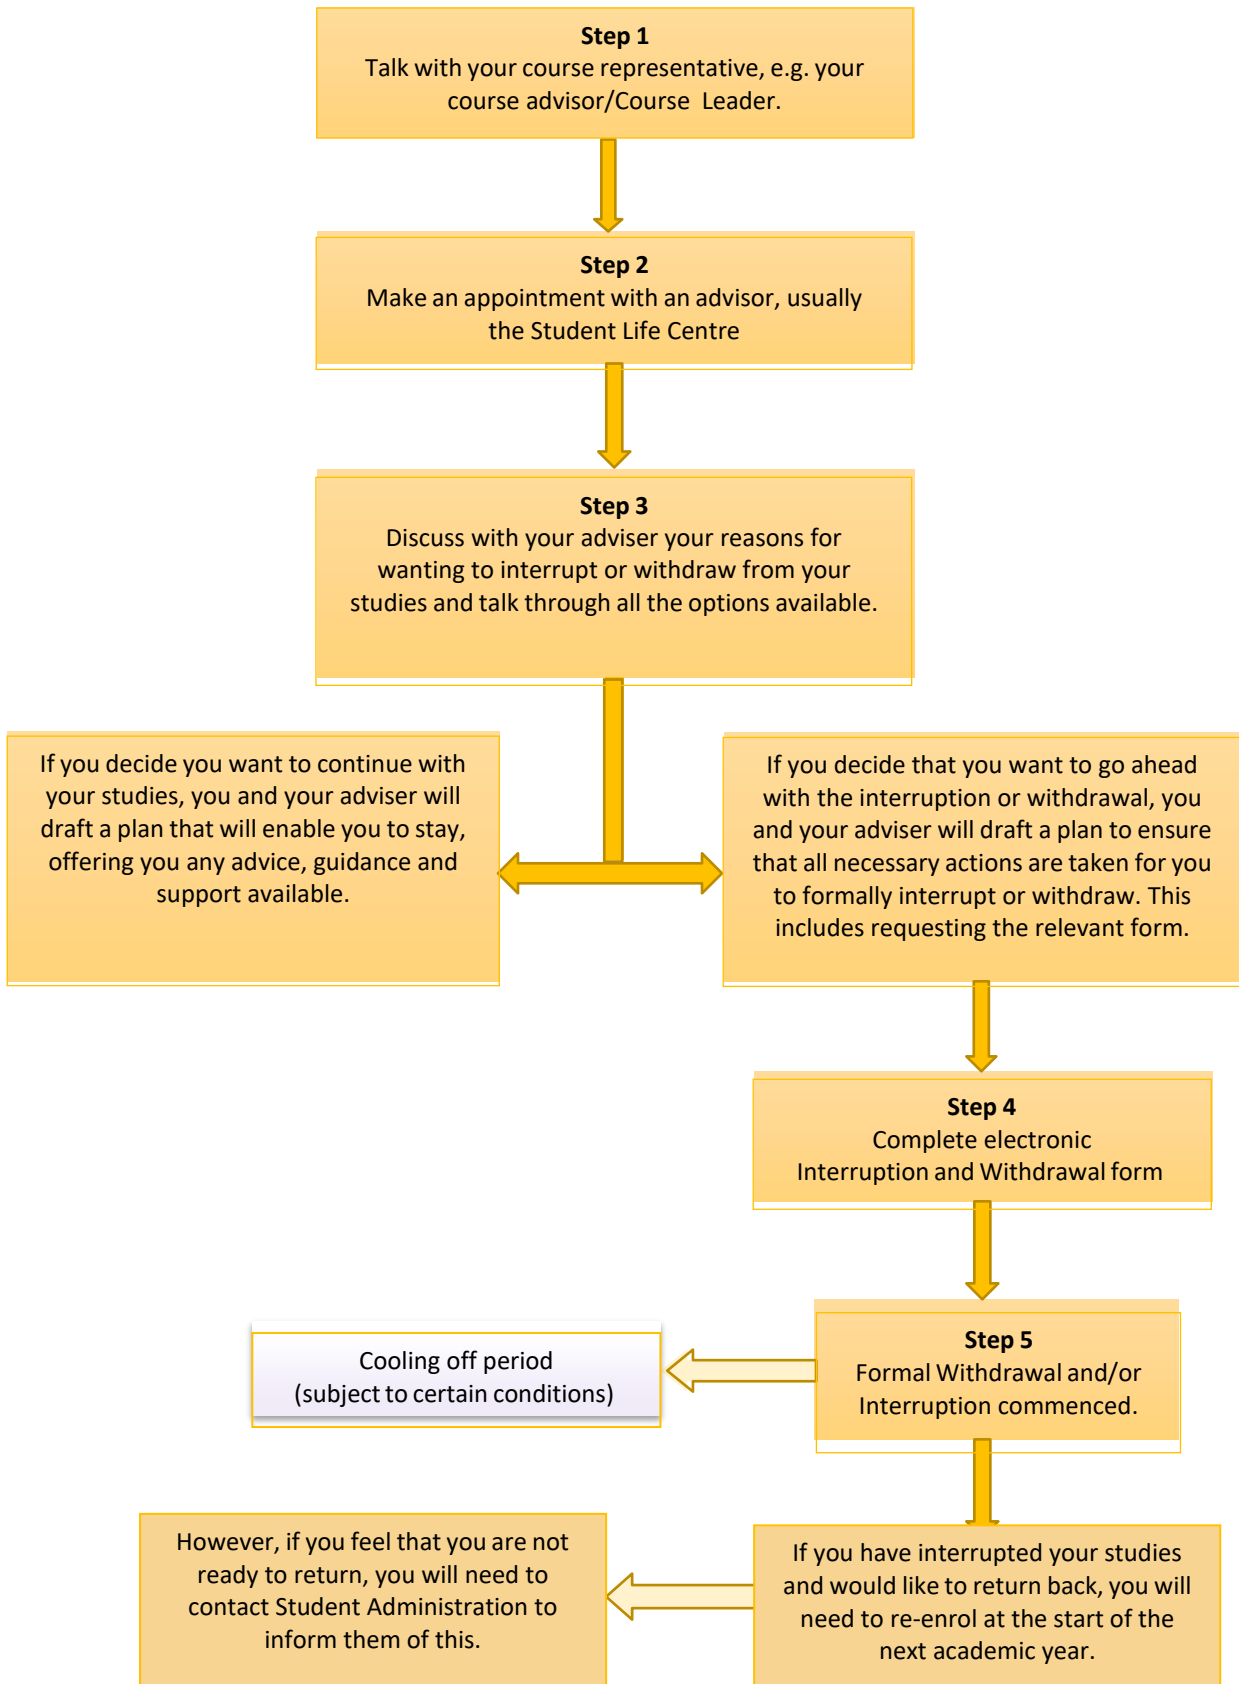 Step 1
Talk with your course representative, e.g. your
course advisor/Course Leader.
Step 2
Make an appointment with an advisor, usually
the Student Life Centre
Step 3
Discuss with your adviser your reasons for
wanting to interrupt or withdraw from your
studies and talk through all the options available.
If you decide you want to continue with
your studies, you and your adviser will
draft a plan that will enable you to stay,
offering you any advice, guidance and
support available.
If you decide that you want to go ahead
with the interruption or withdrawal, you
and your adviser will draft a plan to ensure
that all necessary actions are taken for you
to formally interrupt or withdraw. This
includes requesting the relevant form.
Step 4
Complete electronic
Interruption and Withdrawal form
Step 5
Formal Withdrawal and/or
Interruption commenced.
Cooling off period
(subject to certain conditions)
However, if you feel that you are not
ready to return, you will need to
contact Student Administration to
inform them of this.
If you have interrupted your studies
and would like to return back, you will
need to re-enrol at the start of the
next academic year.